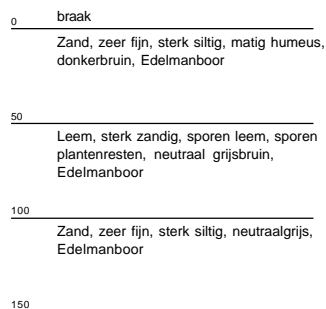 0 braak
Zand, zeer fijn, sterk siltig, matig humeus,
donkerbruin, Edelmanboor
50
Leem, sterk zandig, sporen leem, sporen
plantenresten, neutraal grijsbruin,
Edelmanboor
100
Zand, zeer fijn, sterk siltig, neutraalgrijs,
Edelmanboor
150